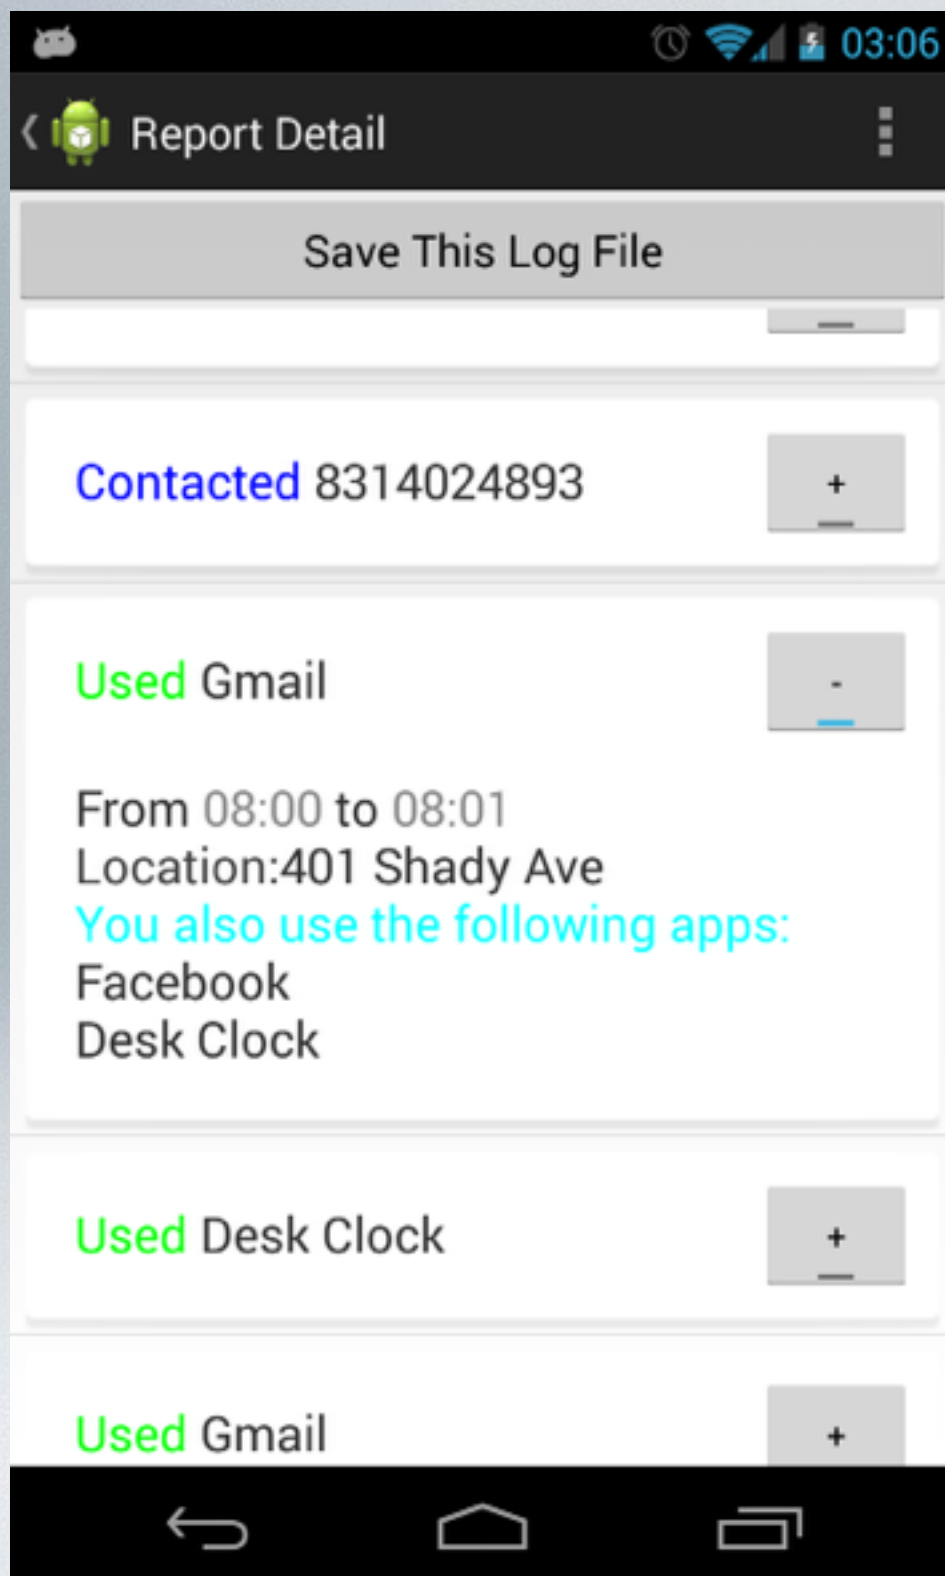 03:06
Report Detail
Save This Log File
Contacted 8314024893
+
Used Gmail
-
From 08:00 to 08:01
Location:401 Shady Ave
You also use the following apps:
Facebook
Desk Clock
Used Desk Clock
+
Used Gmail
+